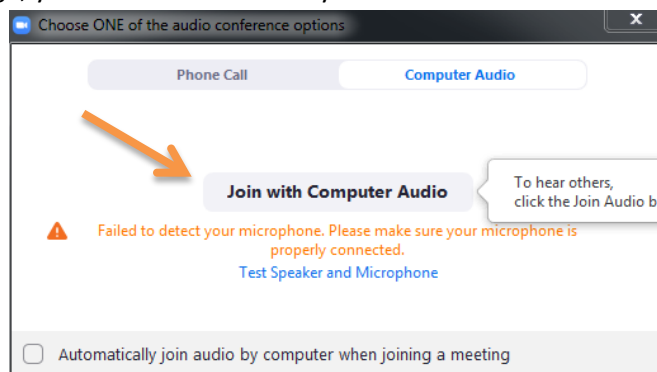 Choose ONE of the audio conference options
Phone Call
Computer Audio
Join with Computer Audio
To hear others,
click the Join Audio
Failed to detect your microphone. Please make sure your microphone is
properly connected.
Test Speaker and Microphone
Automatically join audio by computer when joining a meeting